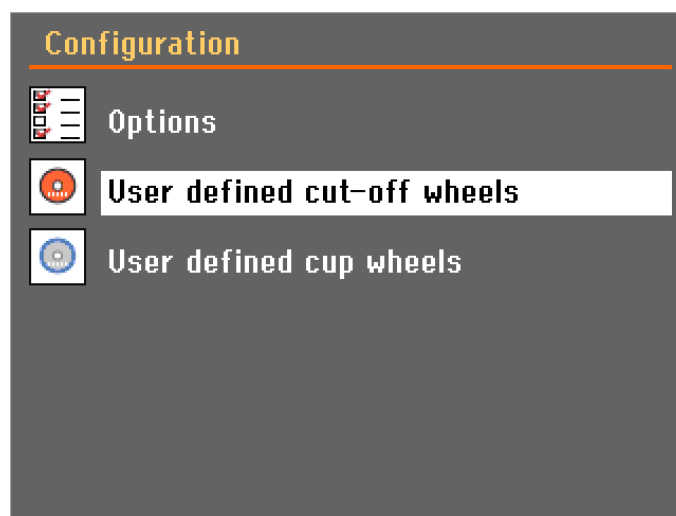 Configuration
Options
User defined cut-off wheels
User defined cup wheels